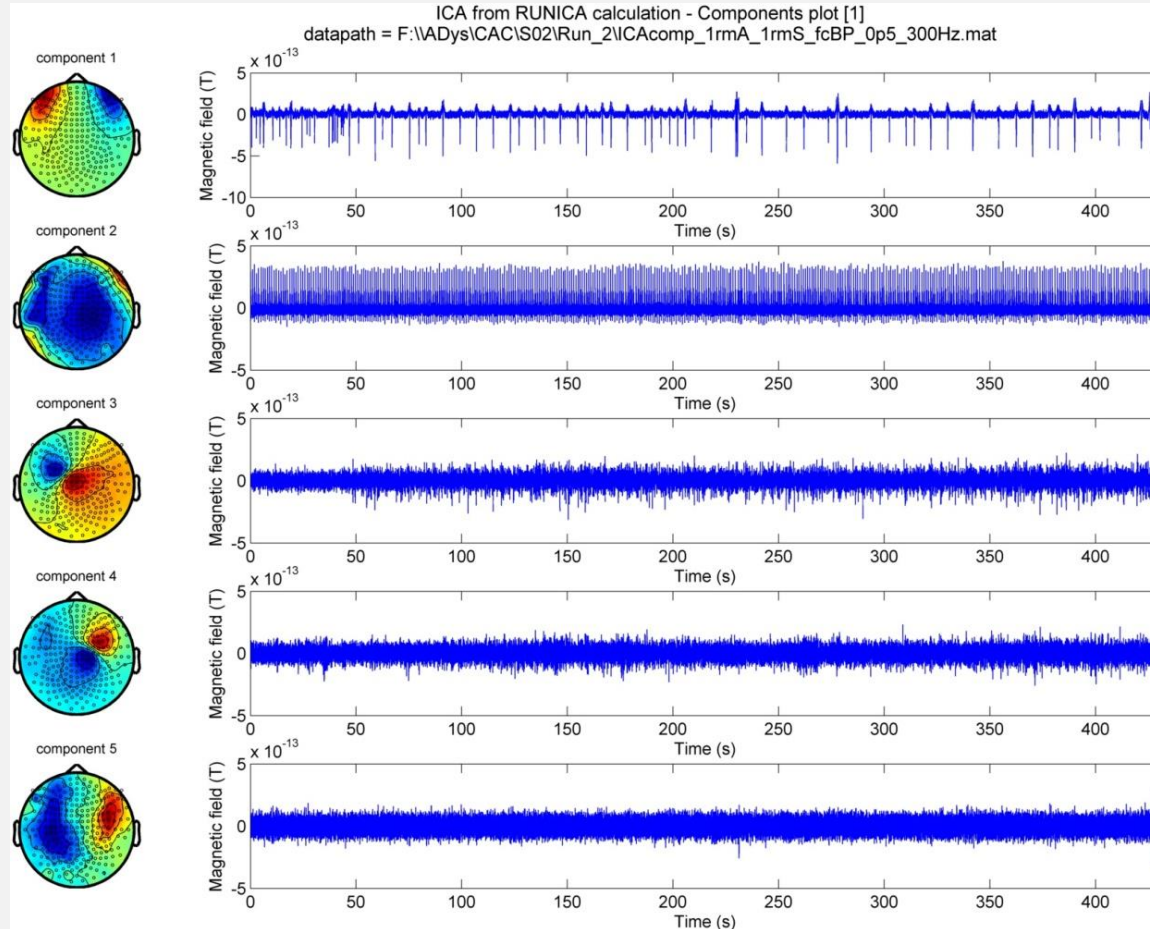 ICA from RUNICA calculation - Components plot [1]
datapath = F:\\ADys\CAC\S02\Run_2\ICAcomp_1rmA_1rmS_fcBP_0p5_300Hz.mat
component 1
x 10^-13
Magnetic field (T)
5
0
-5
-10
0 50 100 150 200 250 300 350 400
Time (s)
component 2
x 10^-13
Magnetic field (T)
5
0
-5
0 50 100 150 200 250 300 350 400
Time (s)
component 3
x 10^-13
Magnetic field (T)
5
0
-5
0 50 100 150 200 250 300 350 400
Time (s)
component 4
x 10^-13
Magnetic field (T)
5
0
-5
0 50 100 150 200 250 300 350 400
Time (s)
component 5
x 10^-13
Magnetic field (T)
5
0
-5
0 50 100 150 200 250 300 350 400
Time (s)